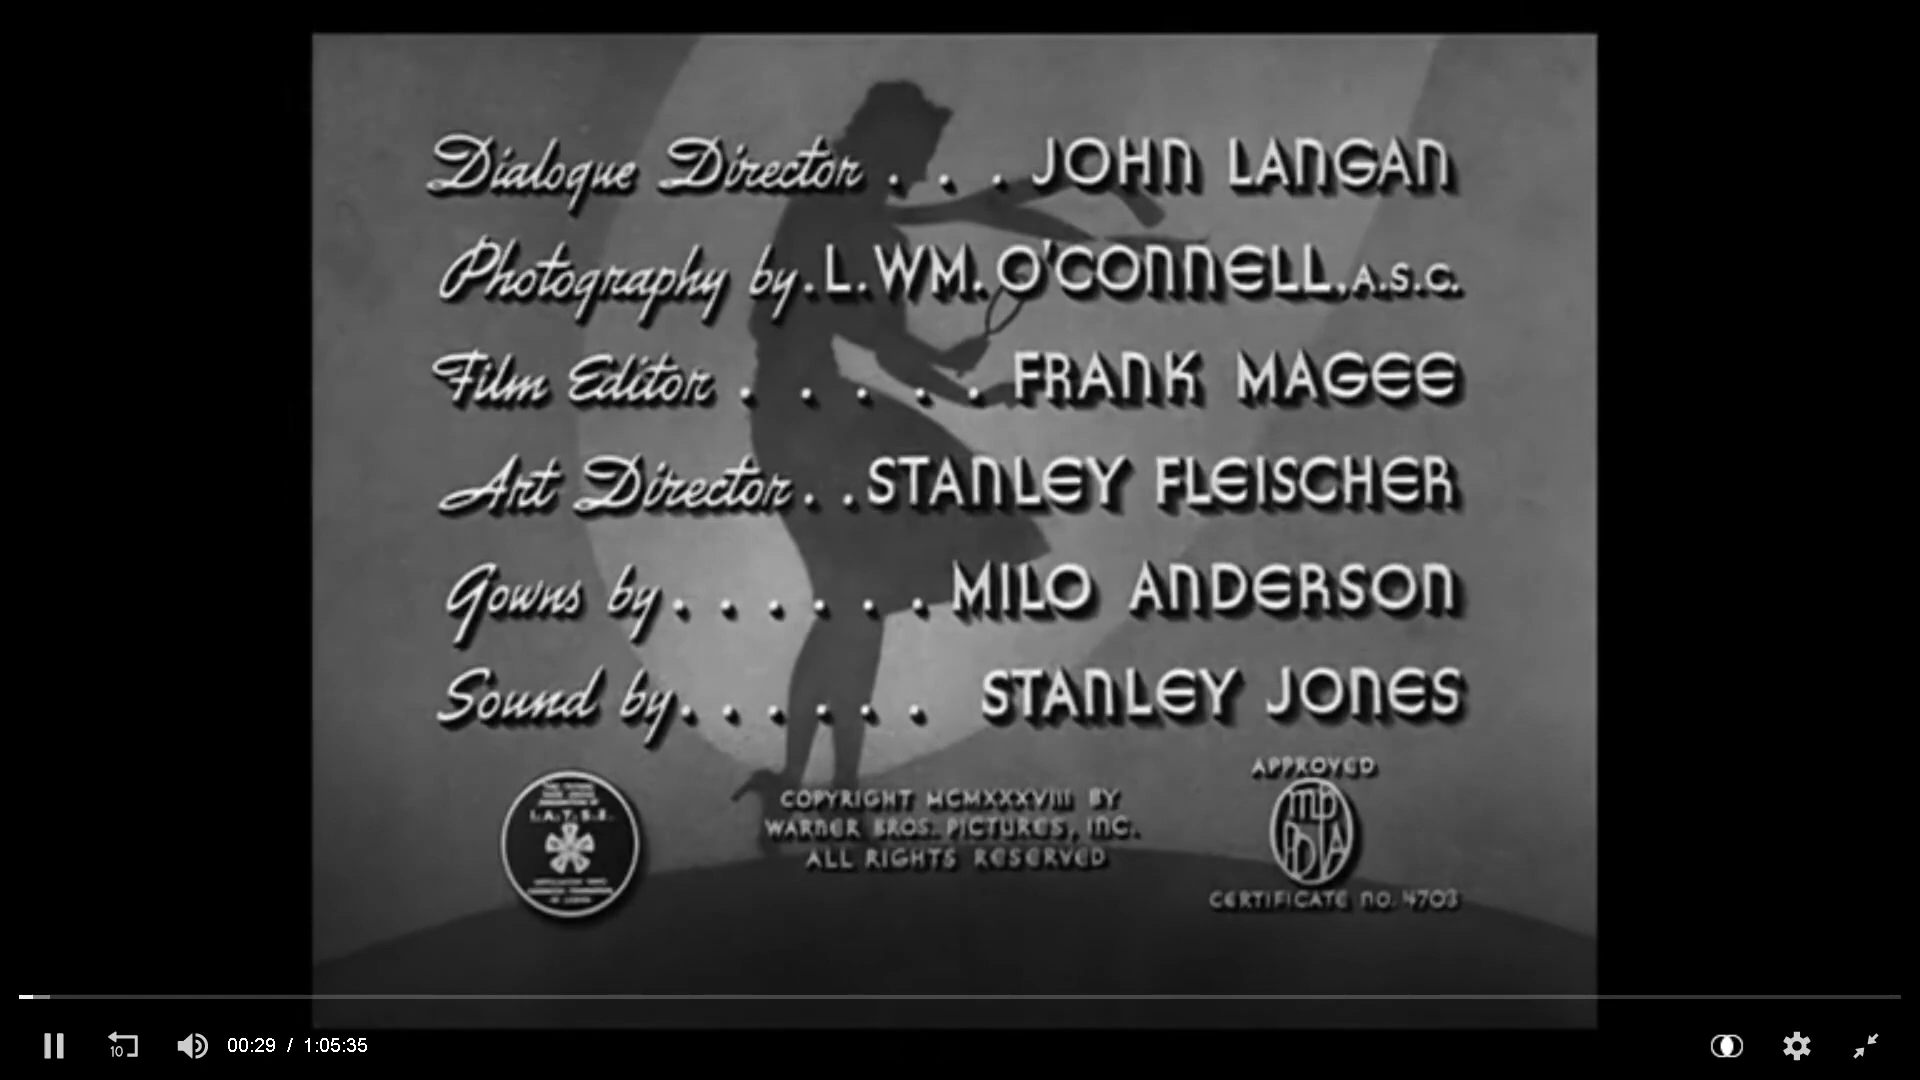 Dialogue Director . . . JOHN LANGAN
Photography by. L. WM. O'CONNELL, A.S.C.
Film Editor . . . . . FRANK MAGEE
Art Director . . STANLEY FLEISCHER
Gowns by . . . . . . MILO ANDERSON
Sound by . . . . . . STANLEY JONES
I.A.T.S.E.
COPYRIGHT MCMXXXVIII BY
WARNER BROS. PICTURES, INC.
ALL RIGHTS RESERVED
APPROVED
MPPDA
CERTIFICATE NO. 4703
10
00:29 / 1:05:35